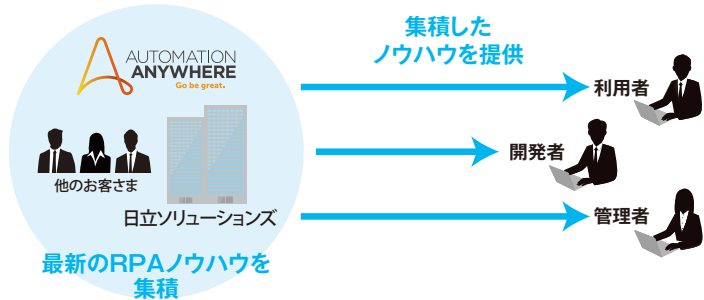 AUTOMATION
ANYWHERE
Go be great.
他のお客さま
日立ソリューションズ
最新のRPAノウハウを
集積
集積した
ノウハウを提供
利用者
開発者
管理者